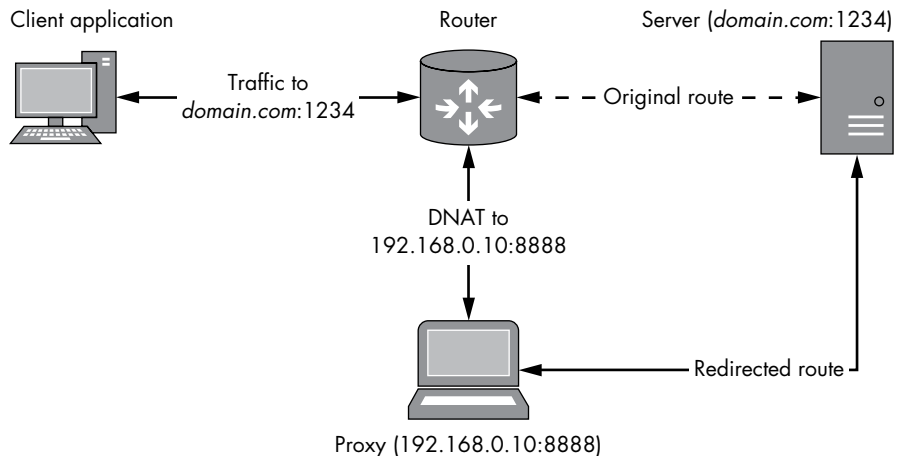 Client application
Router
Server (domain.com:1234)
Traffic to
domain.com:1234
Original route
DNAT to
192.168.0.10:8888
Redirected route
Proxy (192.168.0.10:8888)